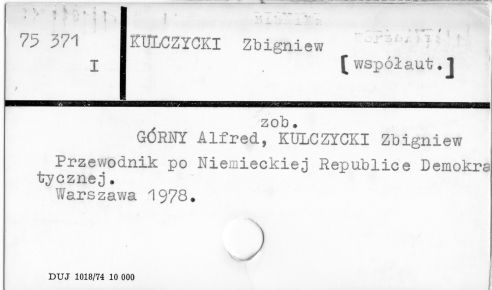 75 371
I
KULCZYCKI Zbigniew
[współaut.]
zob.
GÓRNY Alfred, KULCZYCKI Zbigniew
Przewodnik po Niemieckiej Republice Demokra
tycznej.
Warszawa 1978.
DUJ 1018/74 10 000